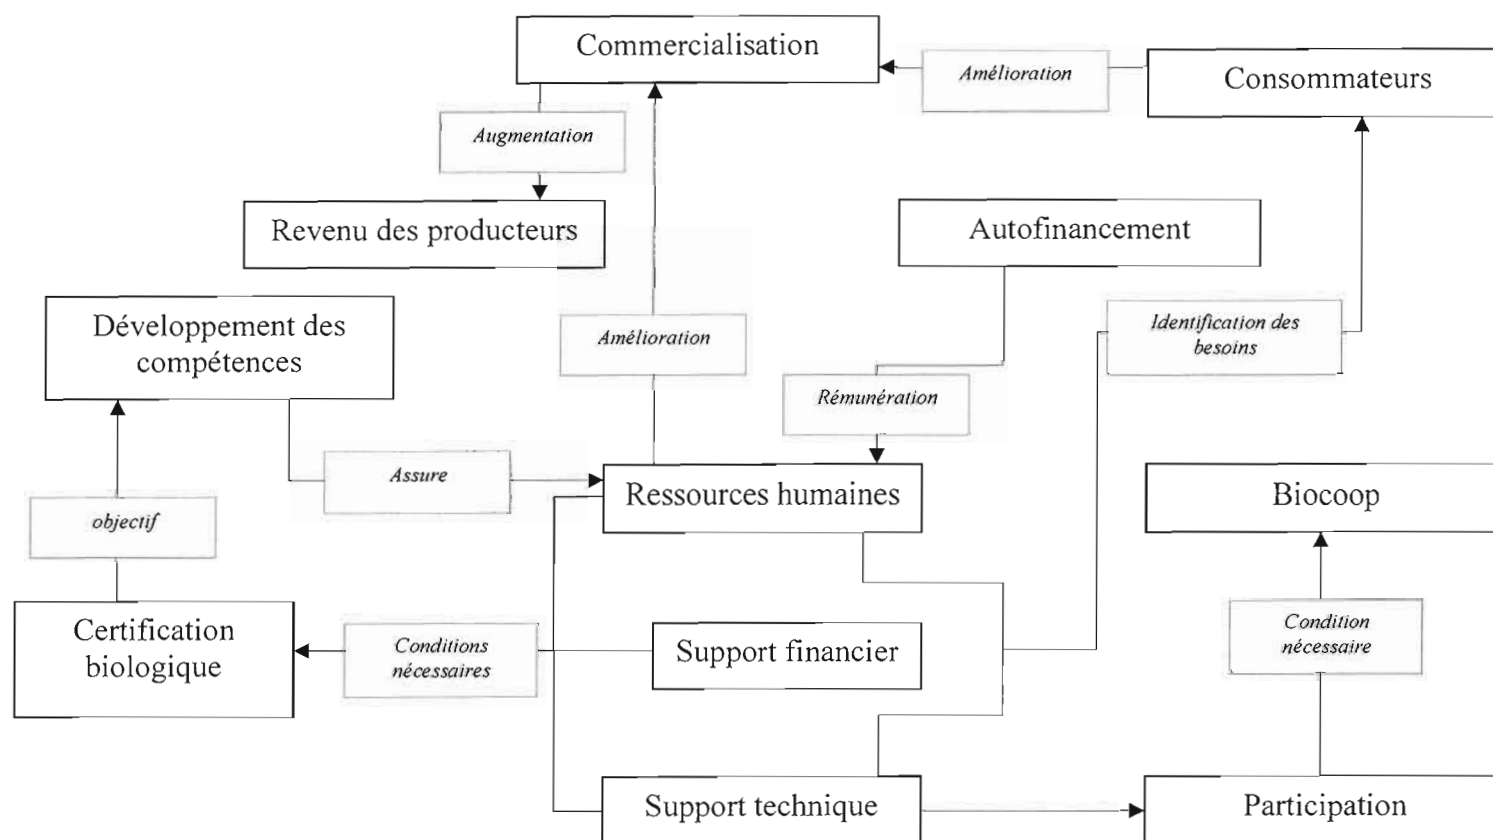 Commercialisation
Amélioration
Consommateurs
Augmentation
Revenu des producteurs
Autofinancement
Développement des
compétences
Amélioration
Identification des
besoins
Rémunération
Assure
Ressources humaines
Biocoop
objectif
Certification
biologique
Conditions
nécessaires
Support financier
Condition
nécessaire
Support technique
Participation